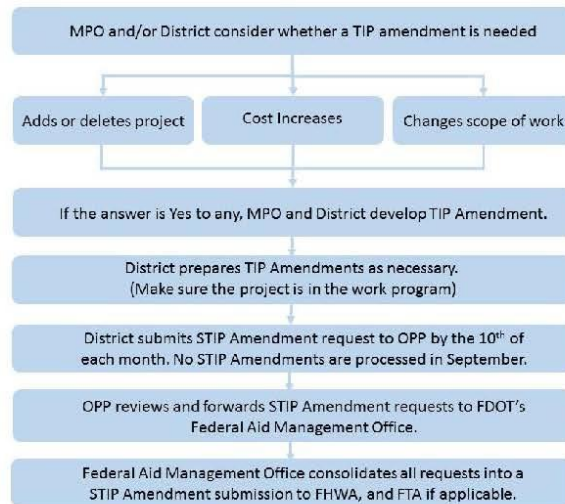 MPO and/or District consider whether a TIP amendment is needed
Adds or deletes project
Cost Increases
Changes scope of work
If the answer is Yes to any, MPO and District develop TIP Amendment.
District prepares TIP Amendments as necessary.
(Make sure the project is in the work program)
District submits STIP Amendment request to OPP by the 10th of
each month. No STIP Amendments are processed in September.
OPP reviews and forwards STIP Amendment requests to FDOT's
Federal Aid Management Office.
Federal Aid Management Office consolidates all requests into a
STIP Amendment submission to FHWA, and FTA if applicable.